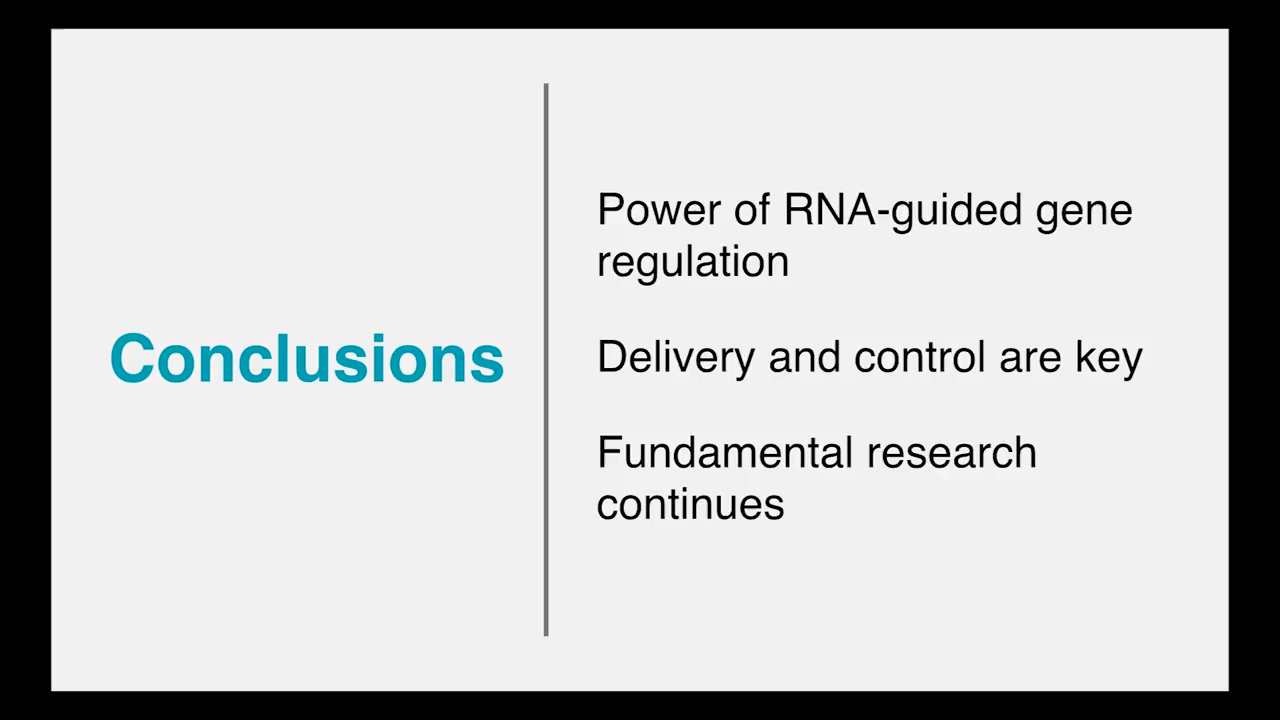 Conclusions
Power of RNA-guided gene
regulation
Delivery and control are key
Fundamental research
continues